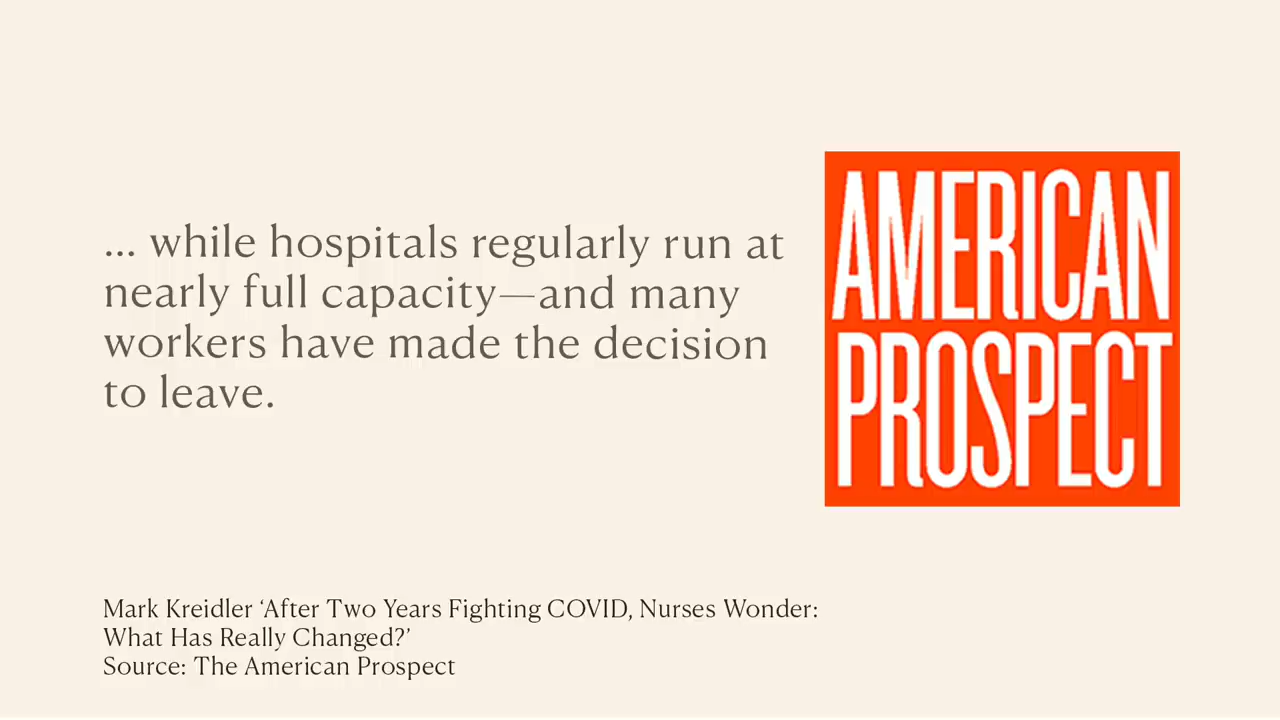 ... while hospitals regularly run at
nearly full capacity—and many
workers have made the decision
to leave.
AMERICAN
PROSPECT
Mark Kreidler ‘After Two Years Fighting COVID, Nurses Wonder:
What Has Really Changed?’
Source: The American Prospect